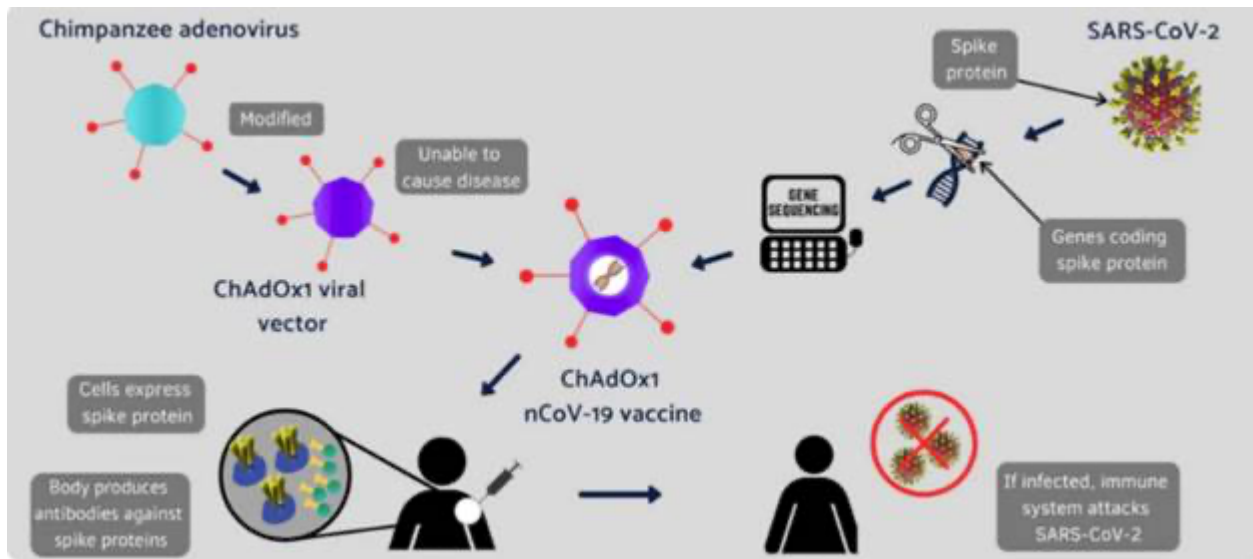 Chimpanzee adenovirus
SARS-CoV-2
Spike
protein
Modified
Unable to
cause disease
GENE
SEQUENCING
Genes coding
spike protein
ChAdOx1 viral
vector
ChAdOx1
nCoV-19 vaccine
Cells express
spike protein
Body produces
antibodies against
spike proteins
If infected, immune
system attacks
SARS-CoV-2